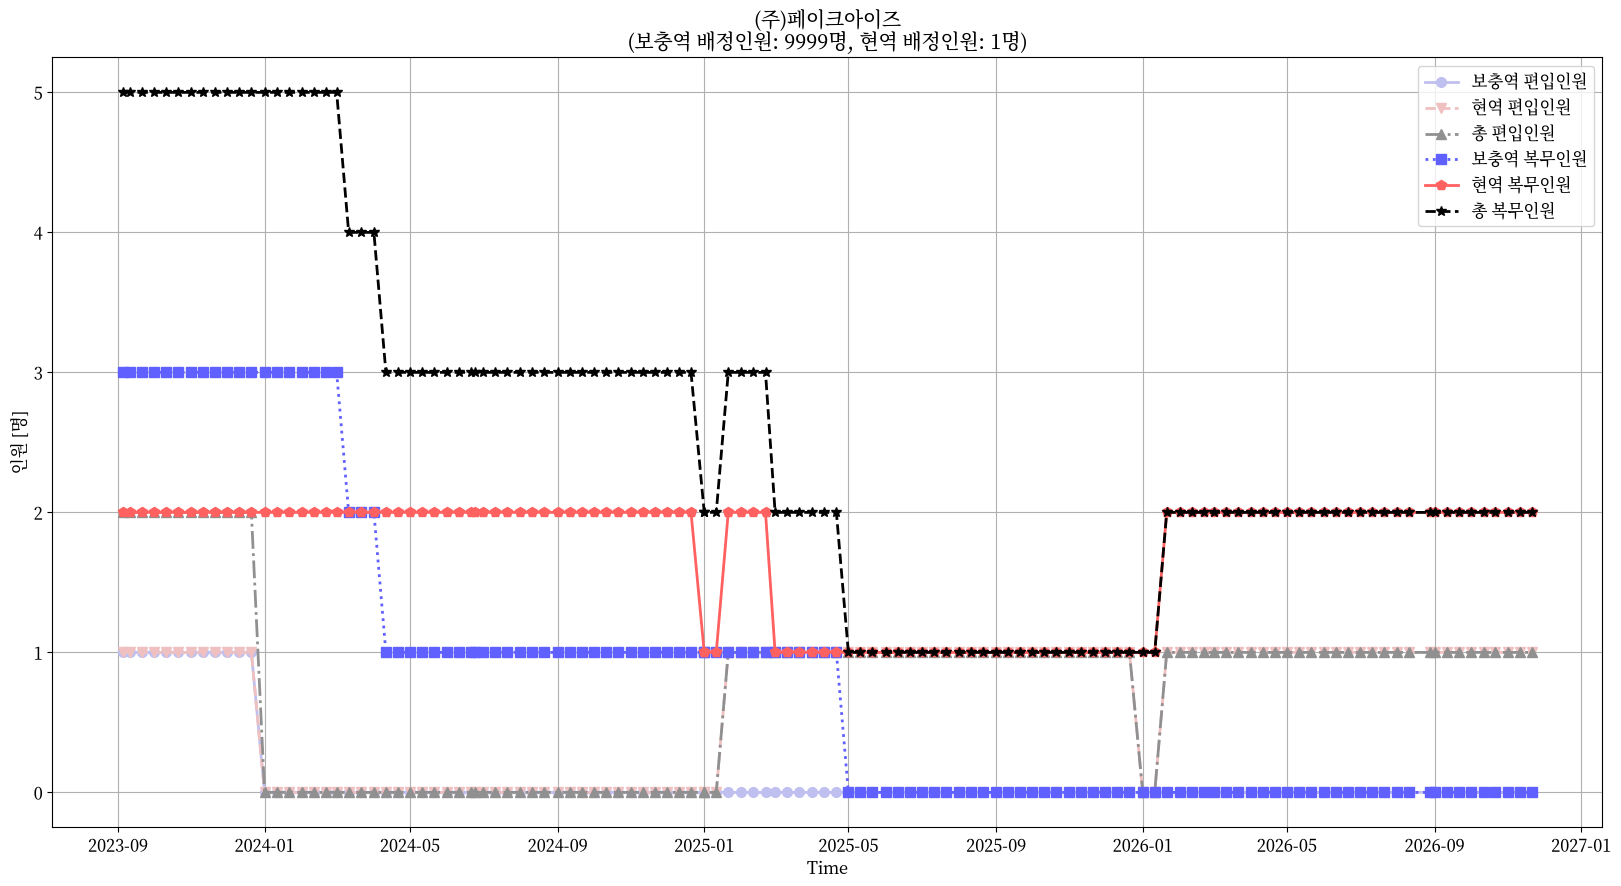 (주)페이크아이즈
(보충역 배정인원: 9999명, 현역 배정인원: 1명)
보충역 편입인원
현역 편입인원
총 편입인원
보충역 복무인원
현역 복무인원
총 복무인원
인원 [명]
5
4
3
2
1
0
2023-09
2024-01
2024-05
2024-09
2025-01
2025-05
2025-09
2026-01
2026-05
2026-09
2027-01
Time